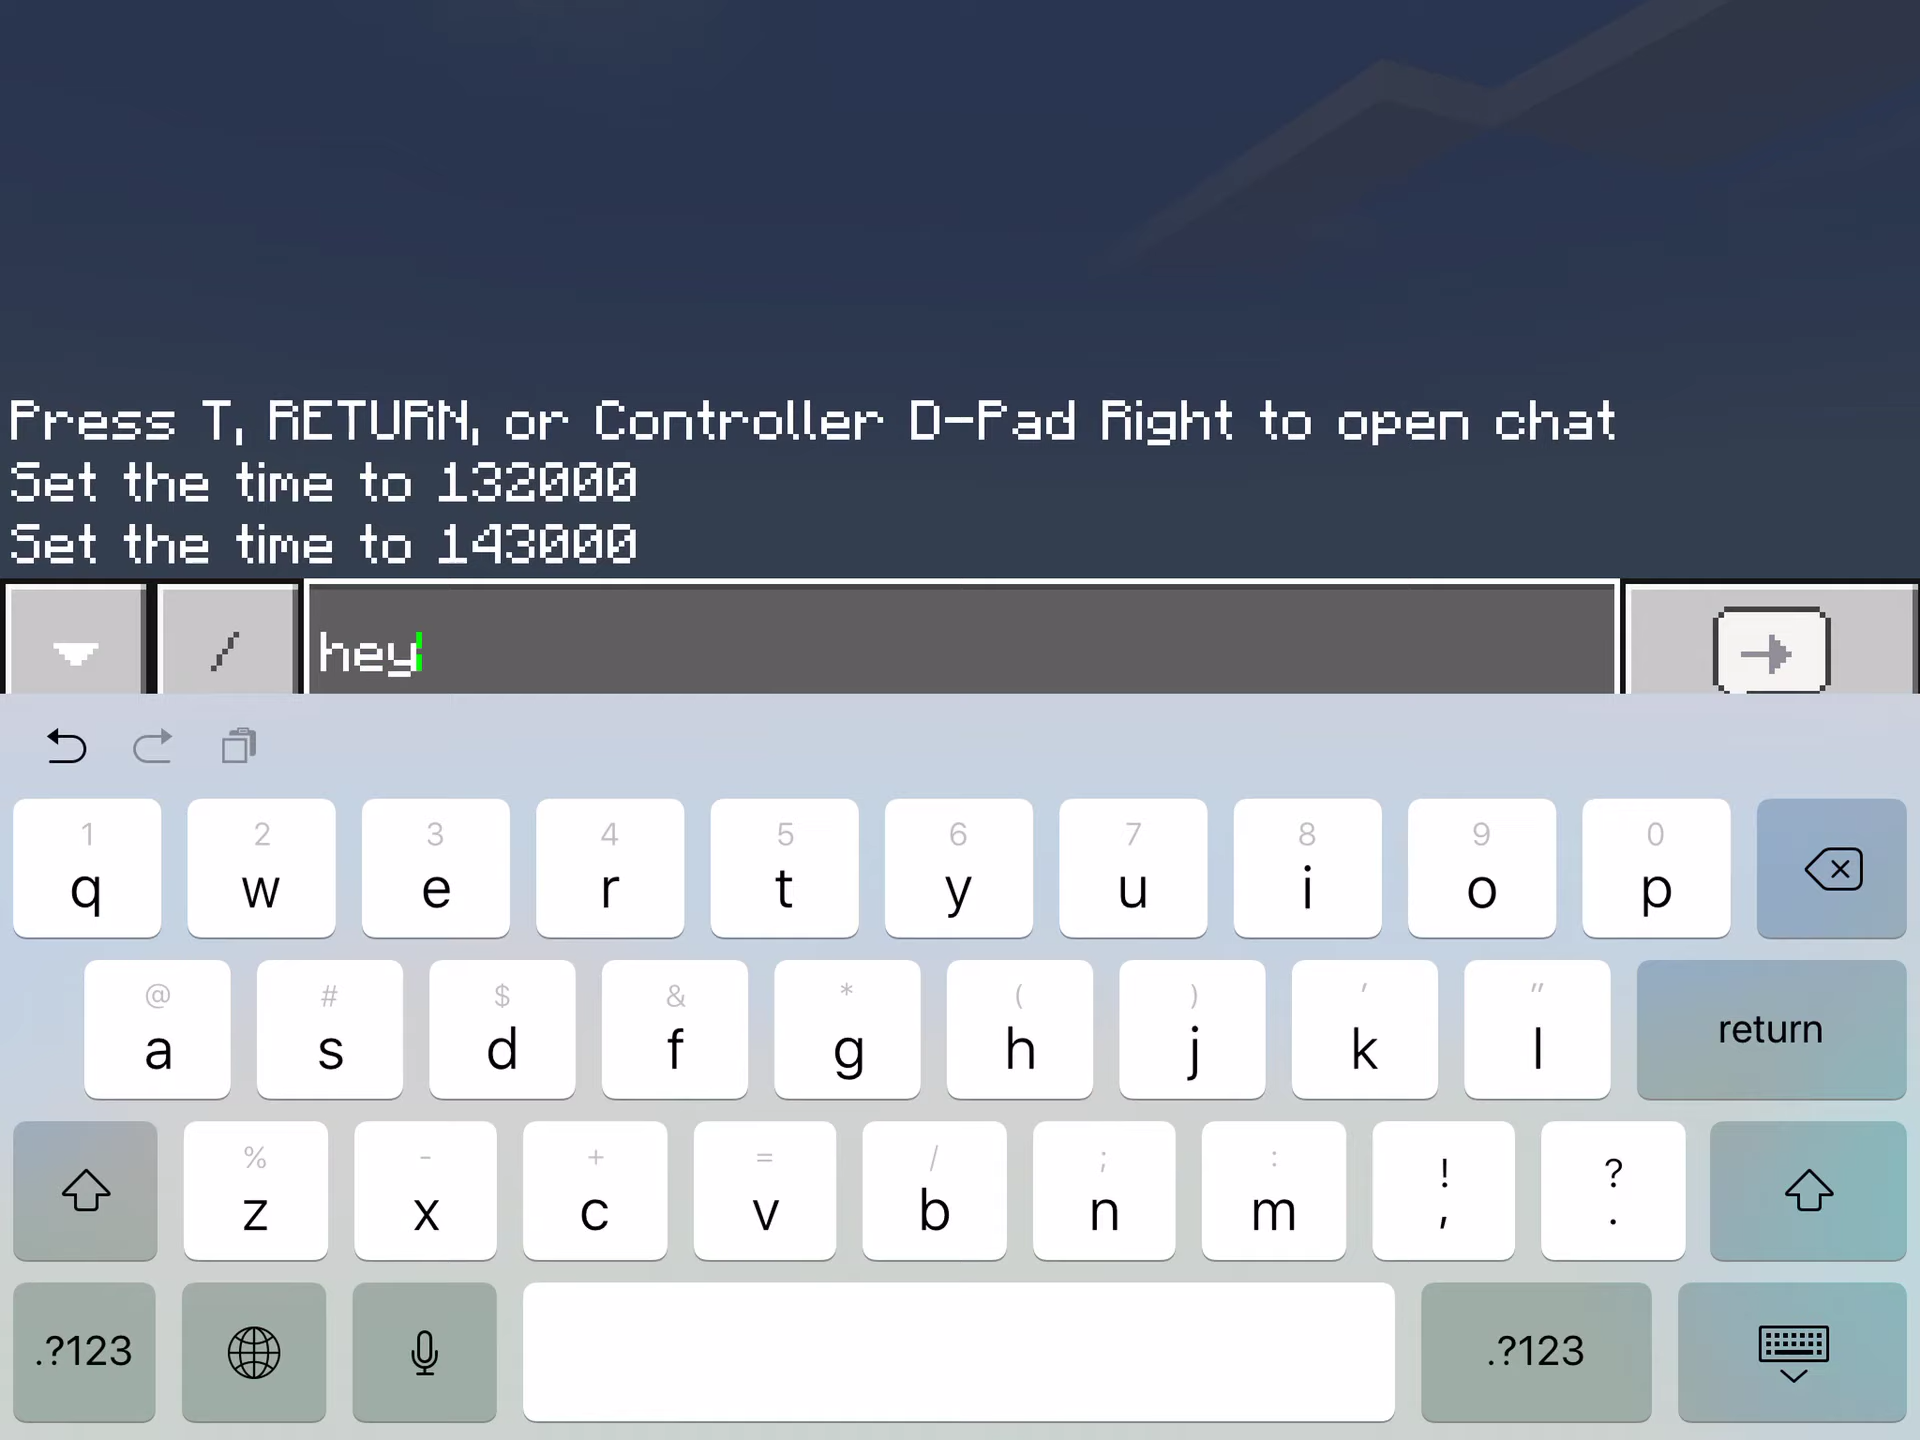 Press T, RETURN, or Controller D-Pad Right to open chat
Set the time to 132000
Set the time to 143000
/ hey
1 2 3 4 5 6 7 8 9 0
q w e r t y u i o p
@ # $ & * ( ) ' "
a s d f g h j k l return
% - + = / ; : ! ?
z x c v b n m , .
.?123 .?123